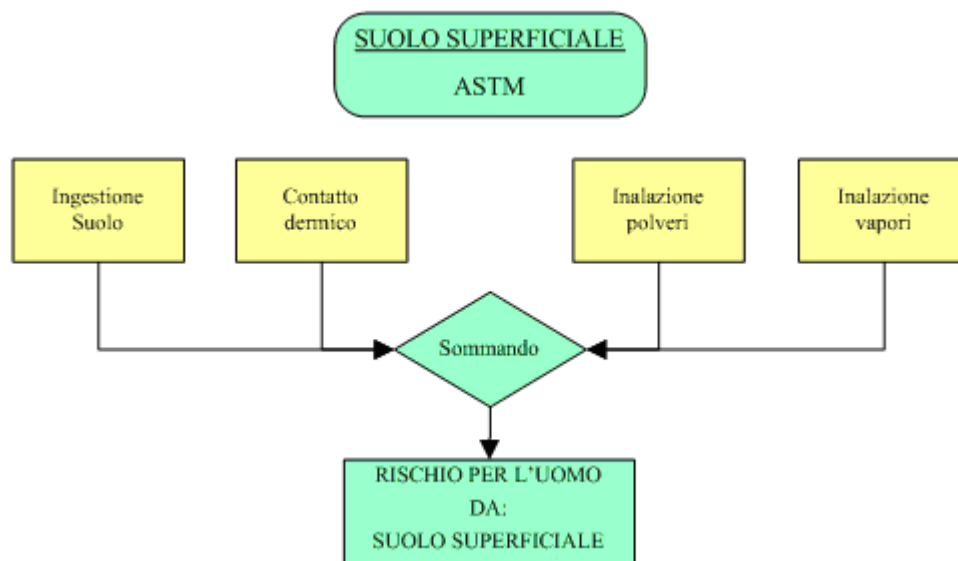 SUOLO SUPERFICIALE
ASTM
Ingestione
Suolo
Contatto
dermico
Inalazione
polveri
Inalazione
vapori
Sommando
RISCHIO PER L'UOMO
DA:
SUOLO SUPERFICIALE